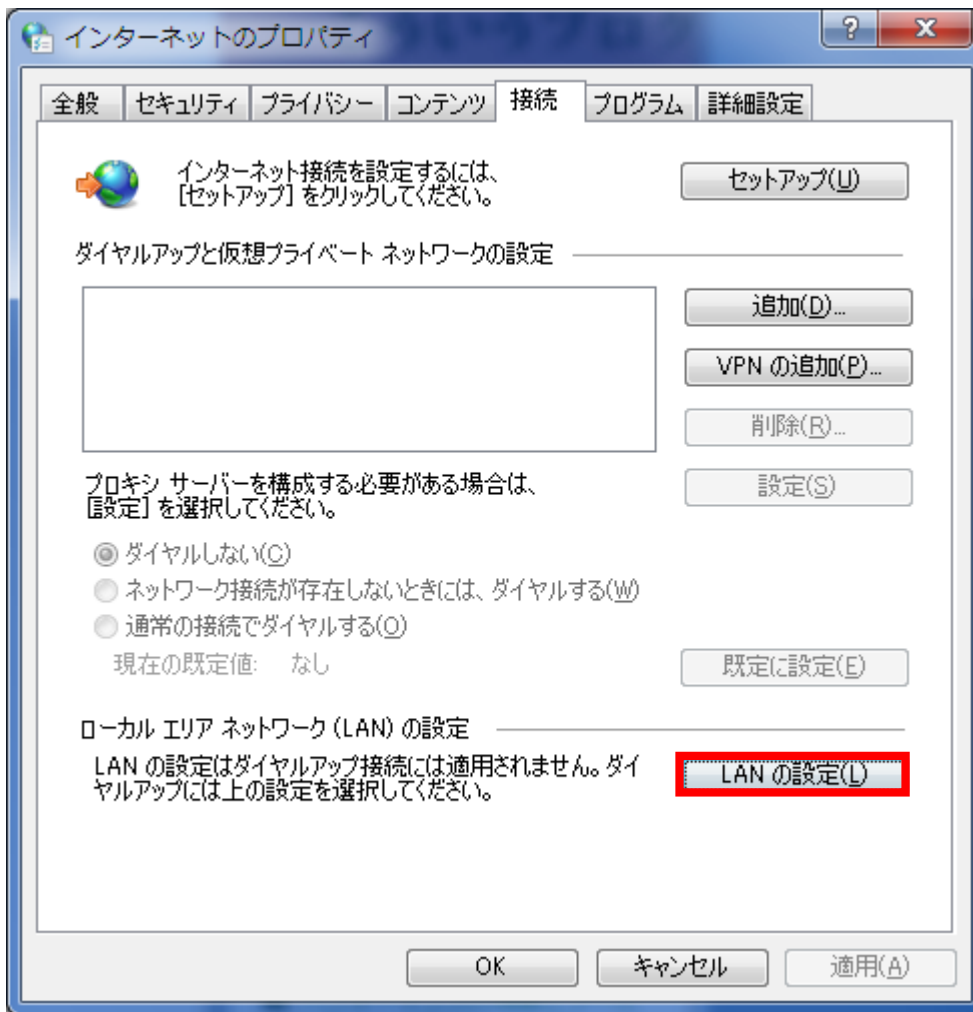 インターネットのプロパティ
?
全般 セキュリティ プライバシー コンテンツ 接続 プログラム 詳細設定
インターネット接続を設定するには、
[セットアップ] をクリックしてください。
セットアップ(U)
ダイヤルアップと仮想プライベート ネットワークの設定
追加(D)...
VPN の追加(P)...
削除(R)...
プロキシ サーバーを構成する必要がある場合は、
[設定] を選択してください。
設定(S)
ダイヤルしない(C)
ネットワーク接続が存在しないときには、ダイヤルする(W)
通常の接続でダイヤルする(O)
現在の既定値: なし
既定に設定(E)
ローカル エリア ネットワーク (LAN) の設定
LAN の設定はダイヤルアップ接続には適用されません。ダイ
ヤルアップには上の設定を選択してください。
LAN の設定(L)
OK キャンセル 適用(A)